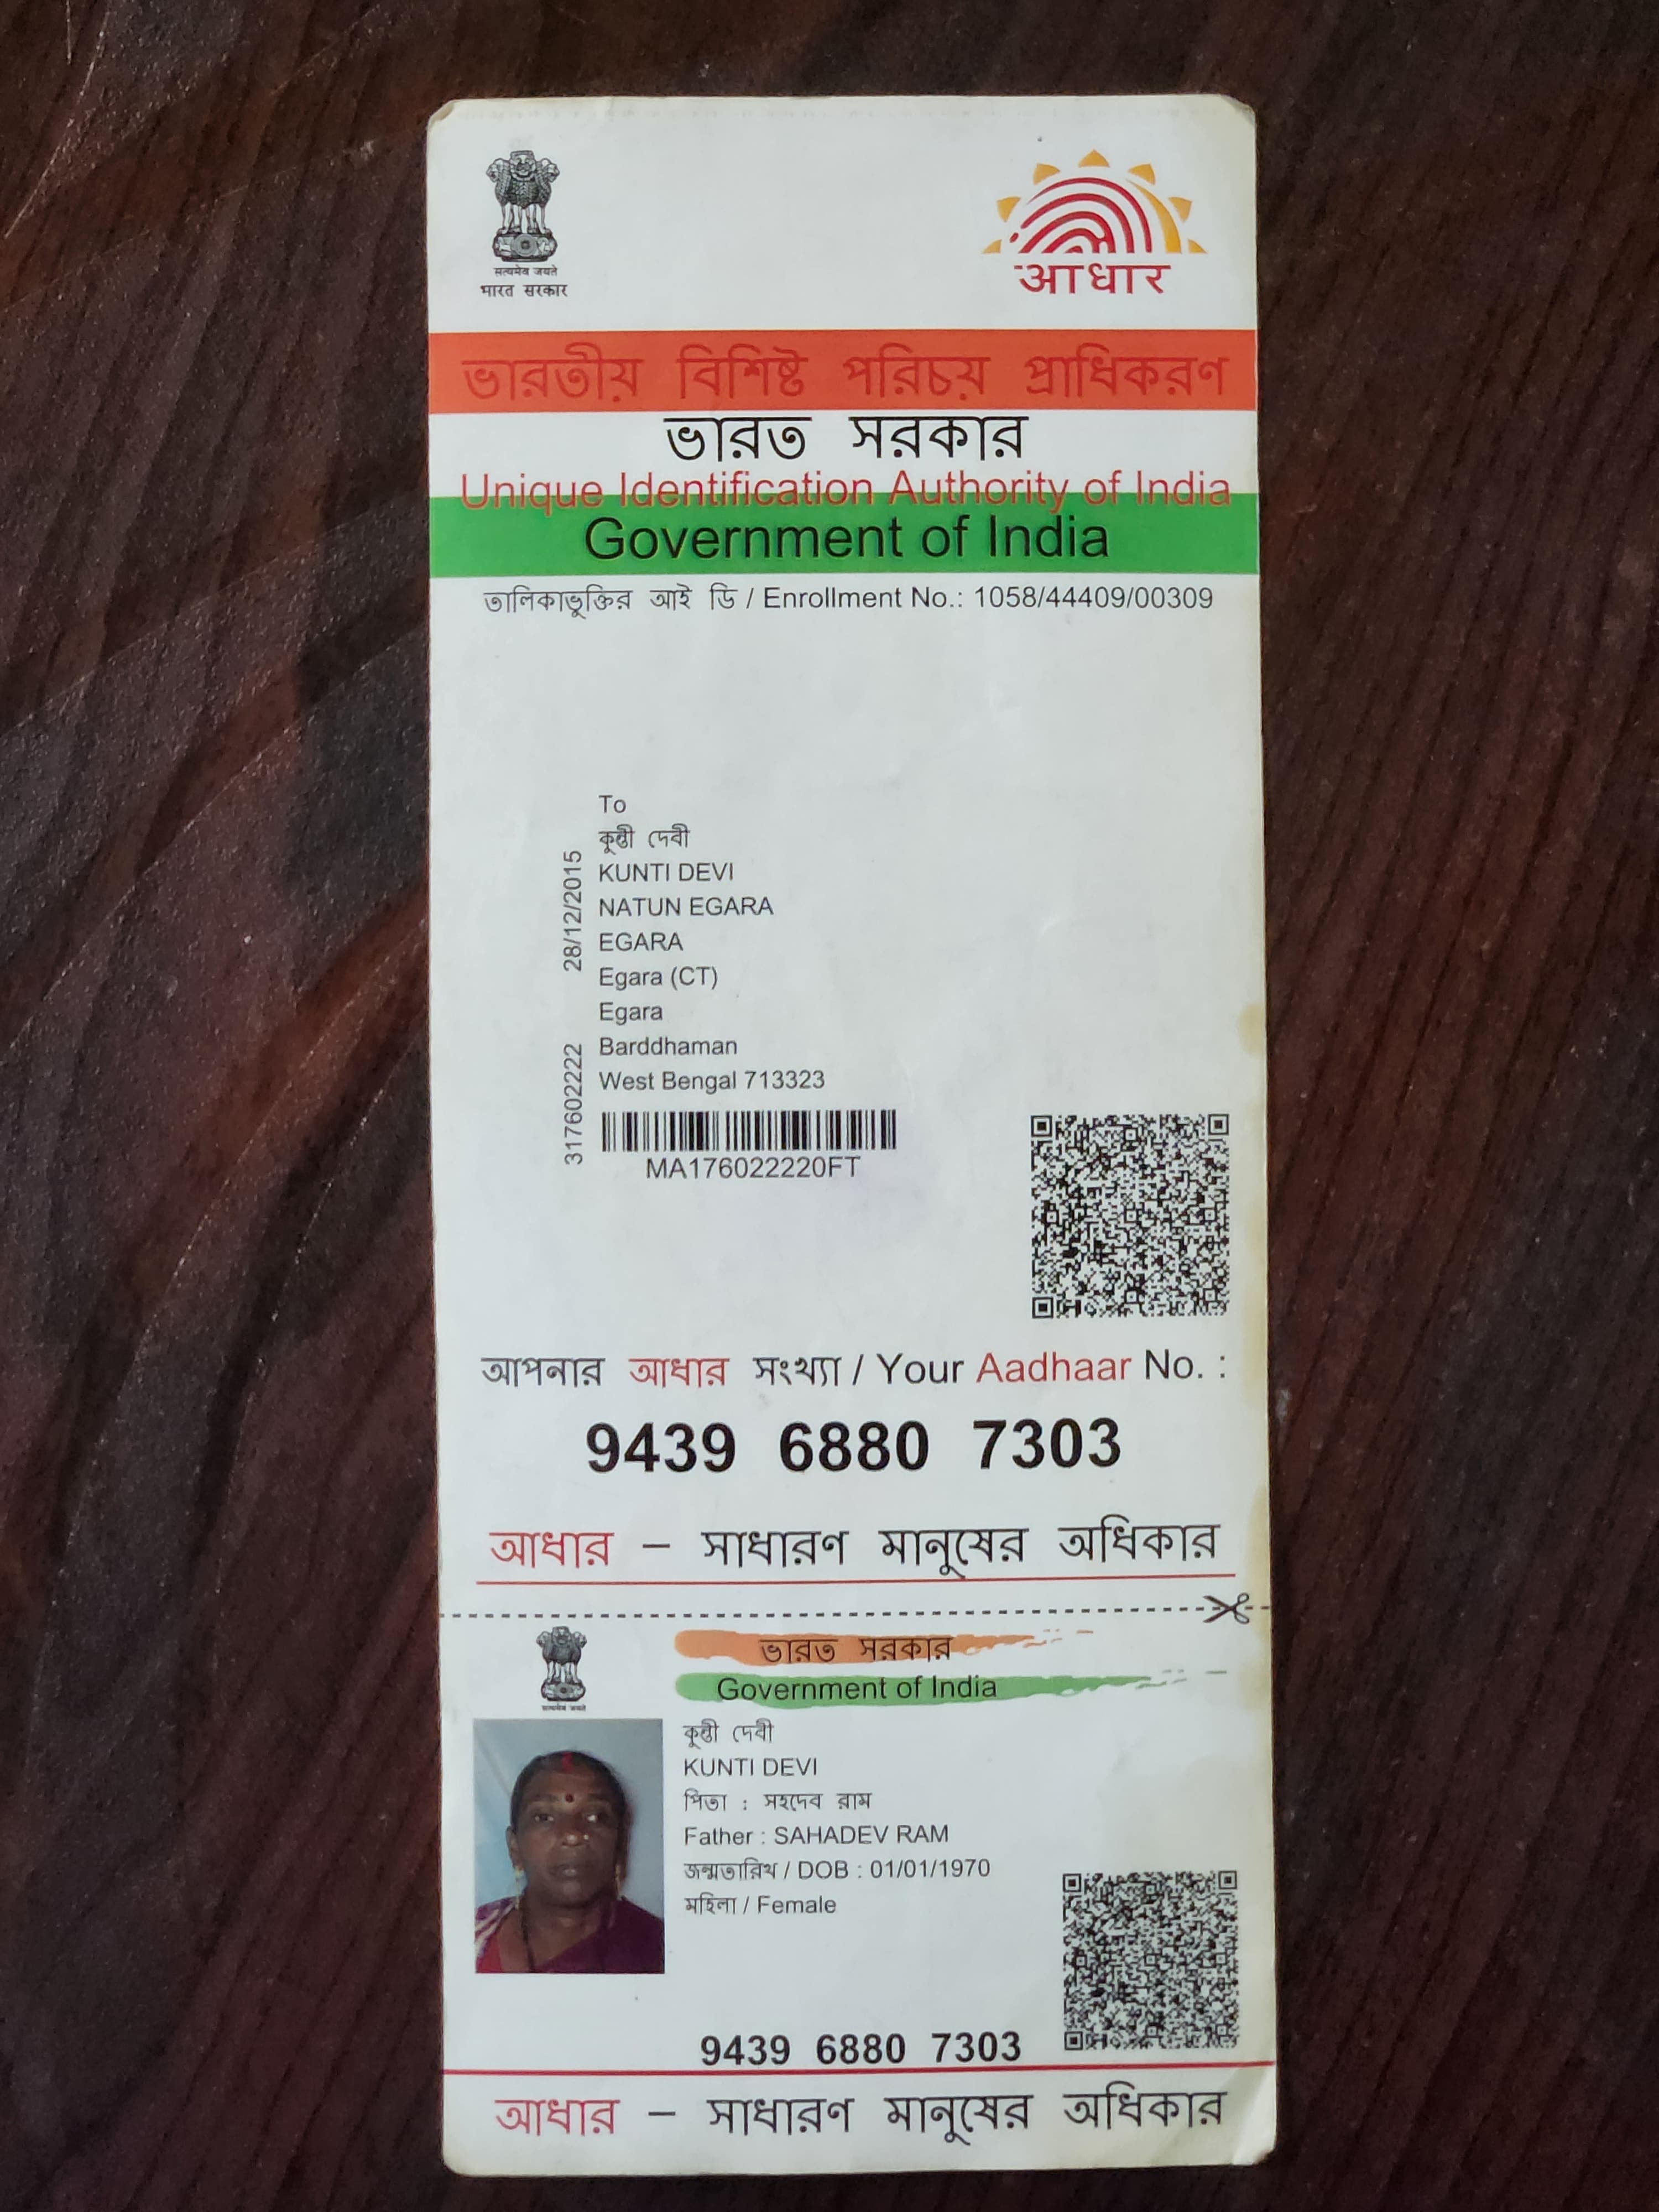 सत्यमेव जयते
भारत सरकार
आधार
ভারতীয় বিশিষ্ট পরিচয় প্রাধিকরণ
ভারত সরকার
Unique Identification Authority of India
Government of India
তালিকাভুক্তির আই ডি / Enrollment No.: 1058/44409/00309
To
কুন্তী দেবী
KUNTI DEVI
NATUN EGARA
EGARA
Egara (CT)
Egara
Barddhaman
West Bengal 713323
28/12/2015
317602222
MA176022220FT
আপনার আধার সংখ্যা / Your Aadhaar No. :
9439 6880 7303
আধার – সাধারণ মানুষের অধিকার
सत्यमेव जयते
ভারত সরকার
Government of India
কুন্তী দেবী
KUNTI DEVI
পিতা : সহদেব রাম
Father : SAHADEV RAM
জন্মতারিখ / DOB : 01/01/1970
মহিলা / Female
9439 6880 7303
আধার – সাধারণ মানুষের অধিকার